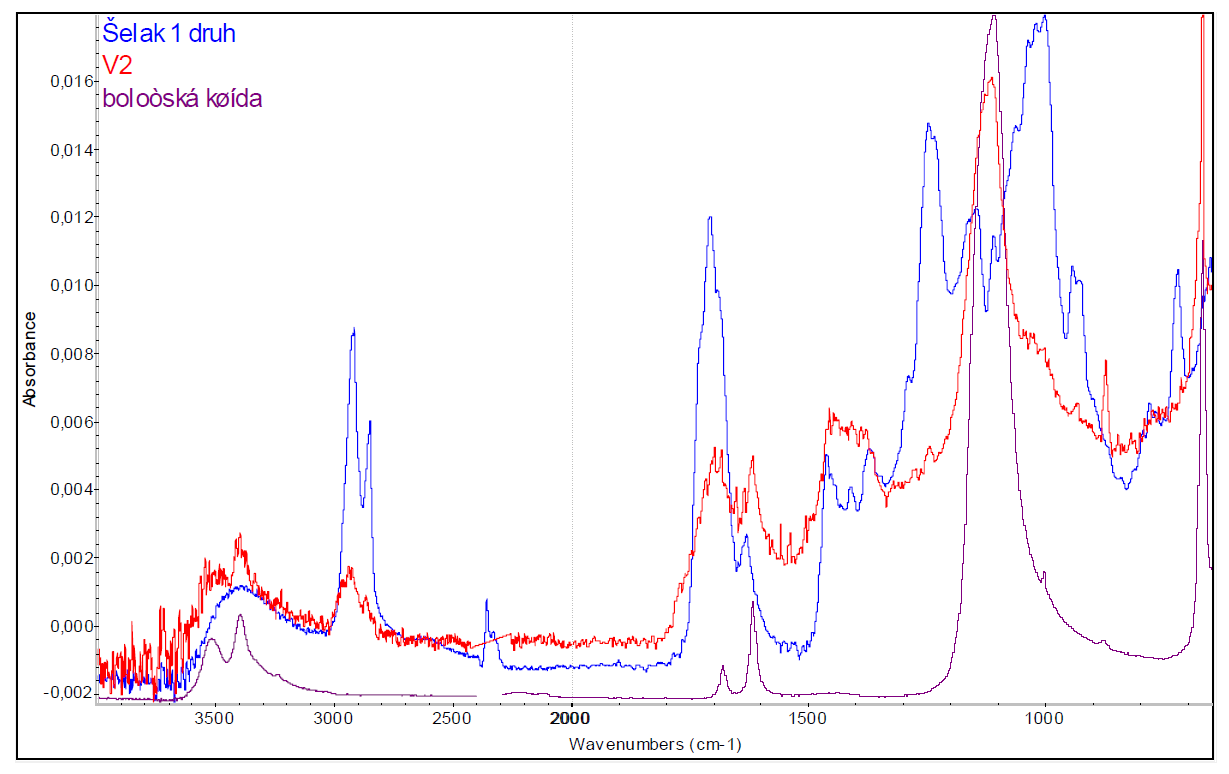 Šelak 1 druh
V2
boloòská køída
0,016
0,014
0,012
0,010
0,008
0,006
0,004
0,002
0,000
-0,002
Absorbance
3500 3000 2500 2000 1500 1000
Wavenumbers (cm-1)